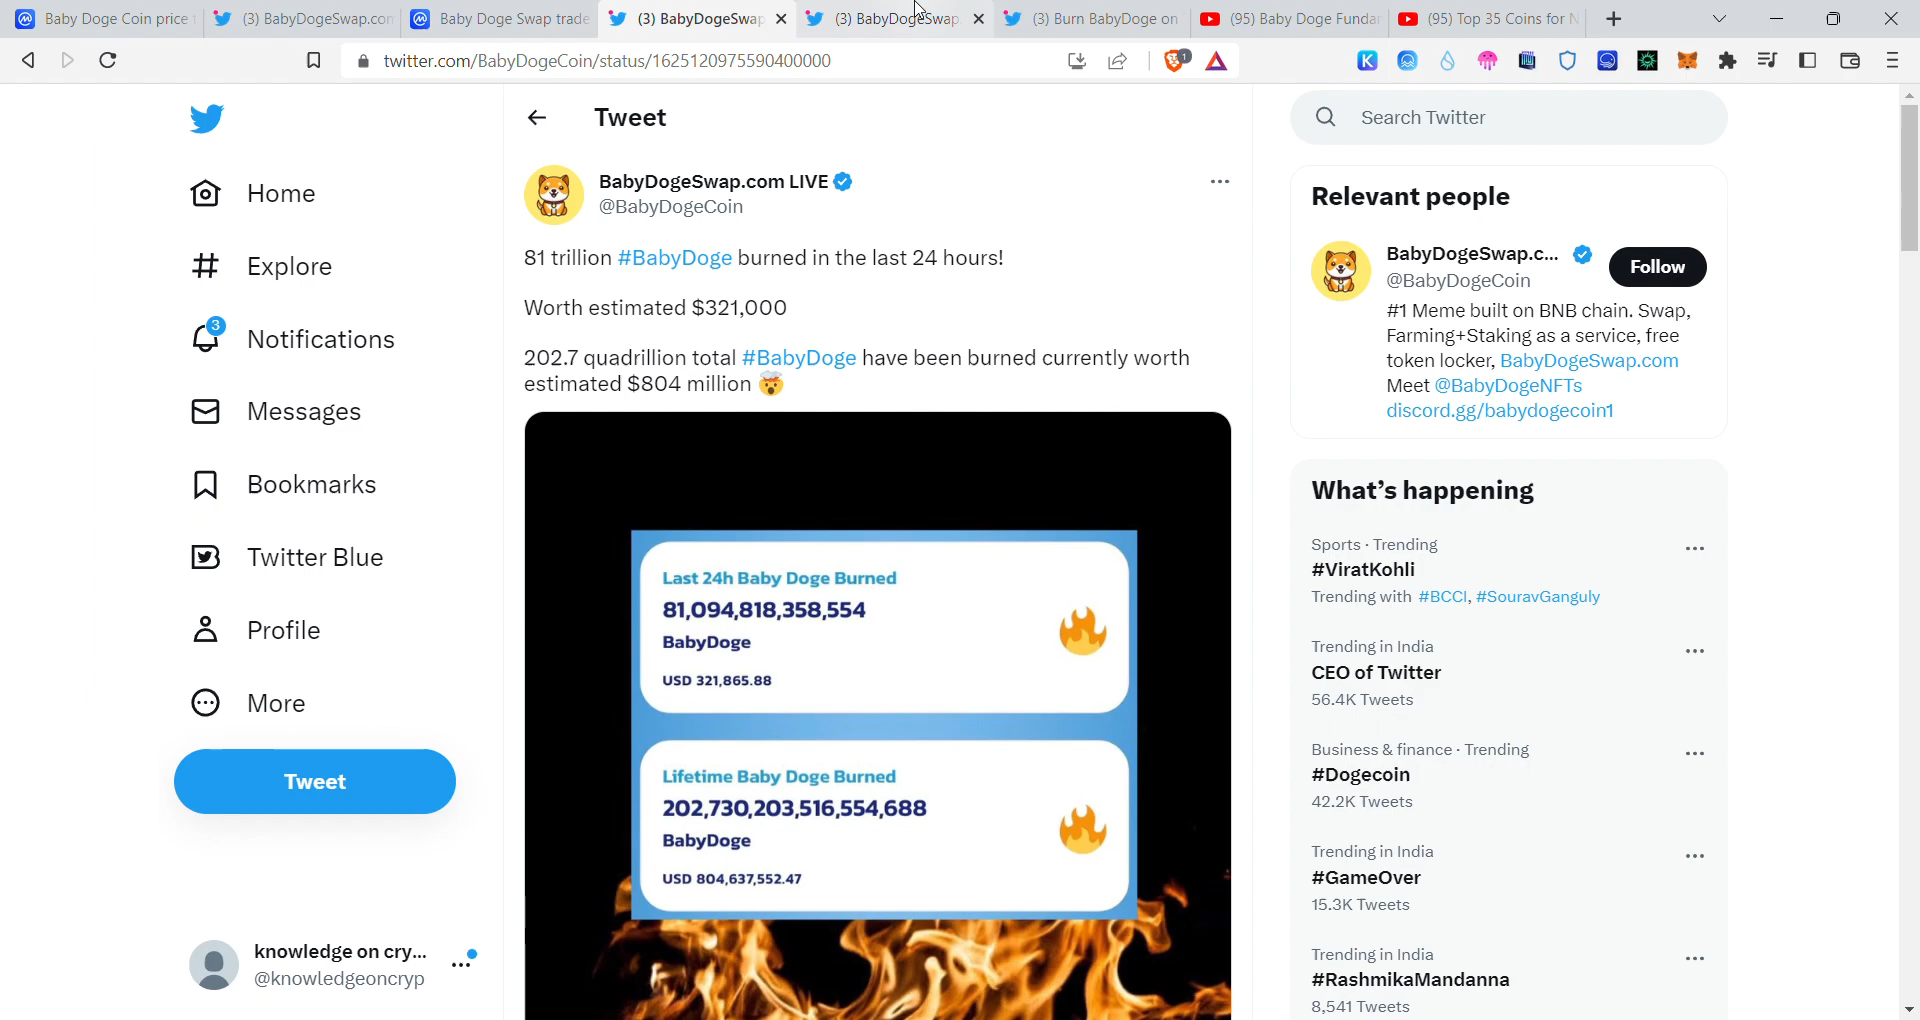 Baby Doge Coin price
(3) BabyDogeSwap.con
Baby Doge Swap trade
(3) BabyDogeSwap
(3) BabyDogeSwap.
(3) Burn BabyDoge on
(95) Baby Doge Fundar
(95) Top 35 Coins for N
twitter.com/BabyDogeCoin/status/1625120975590400000
1
Home
Explore
3
Notifications
Messages
Bookmarks
Twitter Blue
Profile
More
Tweet
knowledge on cry...
@knowledgeoncryp
Tweet
BabyDogeSwap.com LIVE
@BabyDogeCoin
81 trillion #BabyDoge burned in the last 24 hours!
Worth estimated $321,000
202.7 quadrillion total #BabyDoge have been burned currently worth
estimated $804 million 🤯
Last 24h Baby Doge Burned
81,094,818,358,554
BabyDoge
USD 321,865.88
Lifetime Baby Doge Burned
202,730,203,516,554,688
BabyDoge
USD 804,637,552.47
Search Twitter
Relevant people
BabyDogeSwap.c...
@BabyDogeCoin
Follow
#1 Meme built on BNB chain. Swap,
Farming+Staking as a service, free
token locker, BabyDogeSwap.com
Meet @BabyDogeNFTs
discord.gg/babydogecoin1
What's happening
Sports · Trending
#ViratKohli
Trending with #BCCI, #SouravGanguly
Trending in India
CEO of Twitter
56.4K Tweets
Business & finance · Trending
#Dogecoin
42.2K Tweets
Trending in India
#GameOver
15.3K Tweets
Trending in India
#RashmikaMandanna
8,541 Tweets